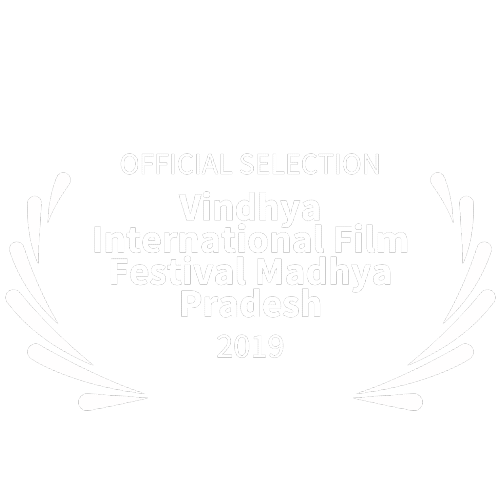 OFFICIAL SELECTION
Vindhya
International Film
Festival Madhya
Pradesh
2019